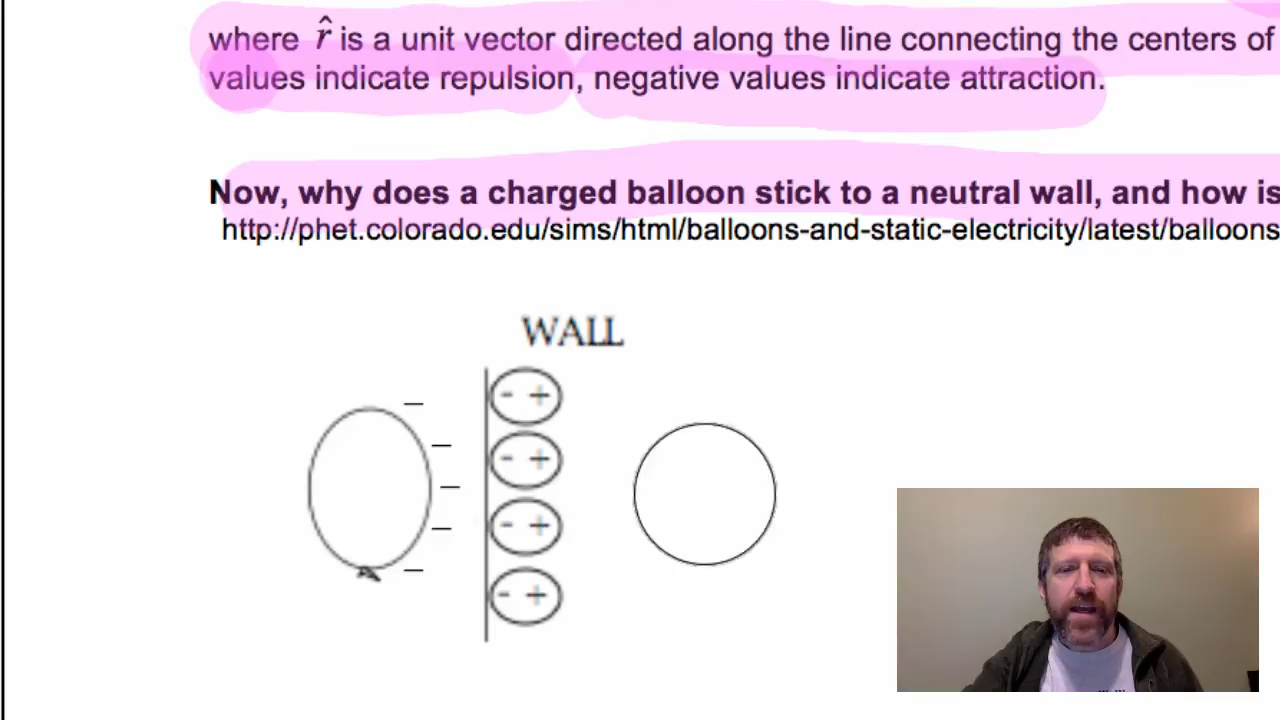 where r̂ is a unit vector directed along the line connecting the centers of
values indicate repulsion, negative values indicate attraction.
Now, why does a charged balloon stick to a neutral wall, and how is
http://phet.colorado.edu/sims/html/balloons-and-static-electricity/latest/balloons
WALL
- +
- +
- +
- +